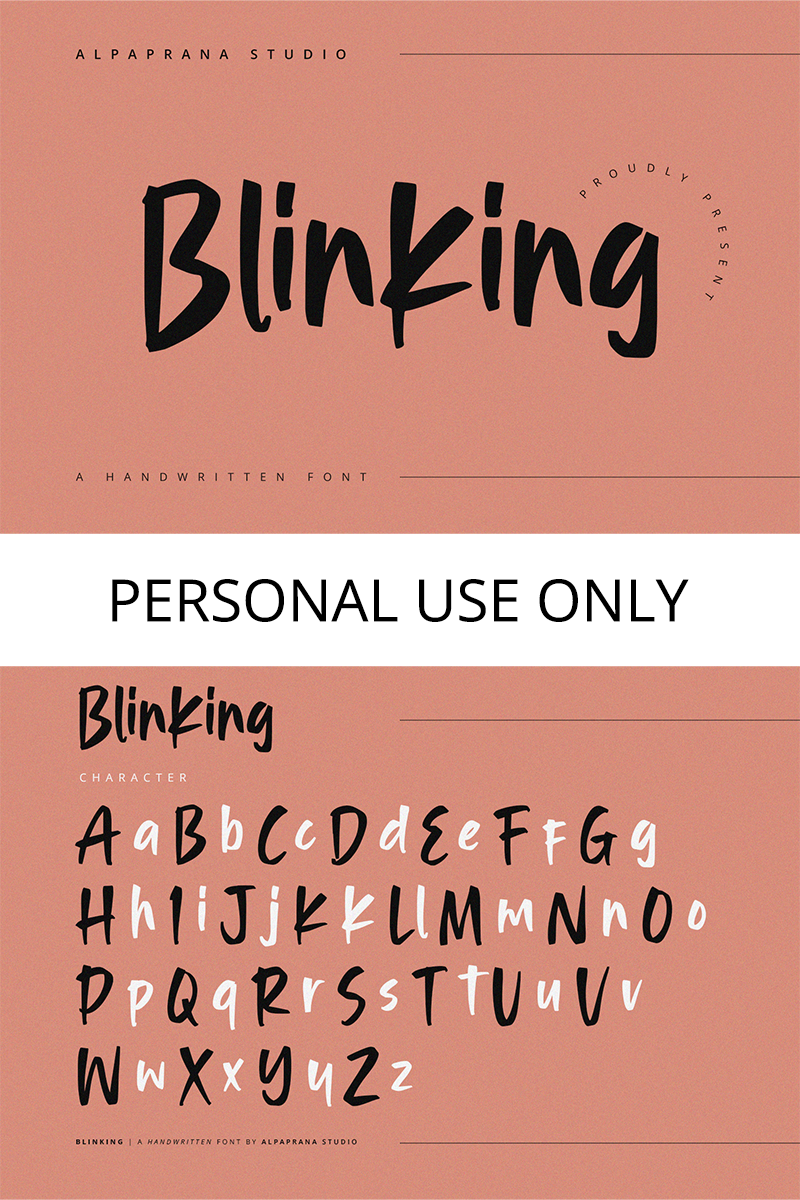 ALPAPRANA STUDIO
PROUDLY PRESENT
Blinking
A HANDWRITTEN FONT
PERSONAL USE ONLY
Blinking
CHARACTER
A a B b C c D d E e F f G g
H h I i J j K k L l M m N n O o
P p Q q R r S s T t U u V v
W w X x Y y Z z
BLINKING | A HANDWRITTEN FONT BY ALPAPRANA STUDIO